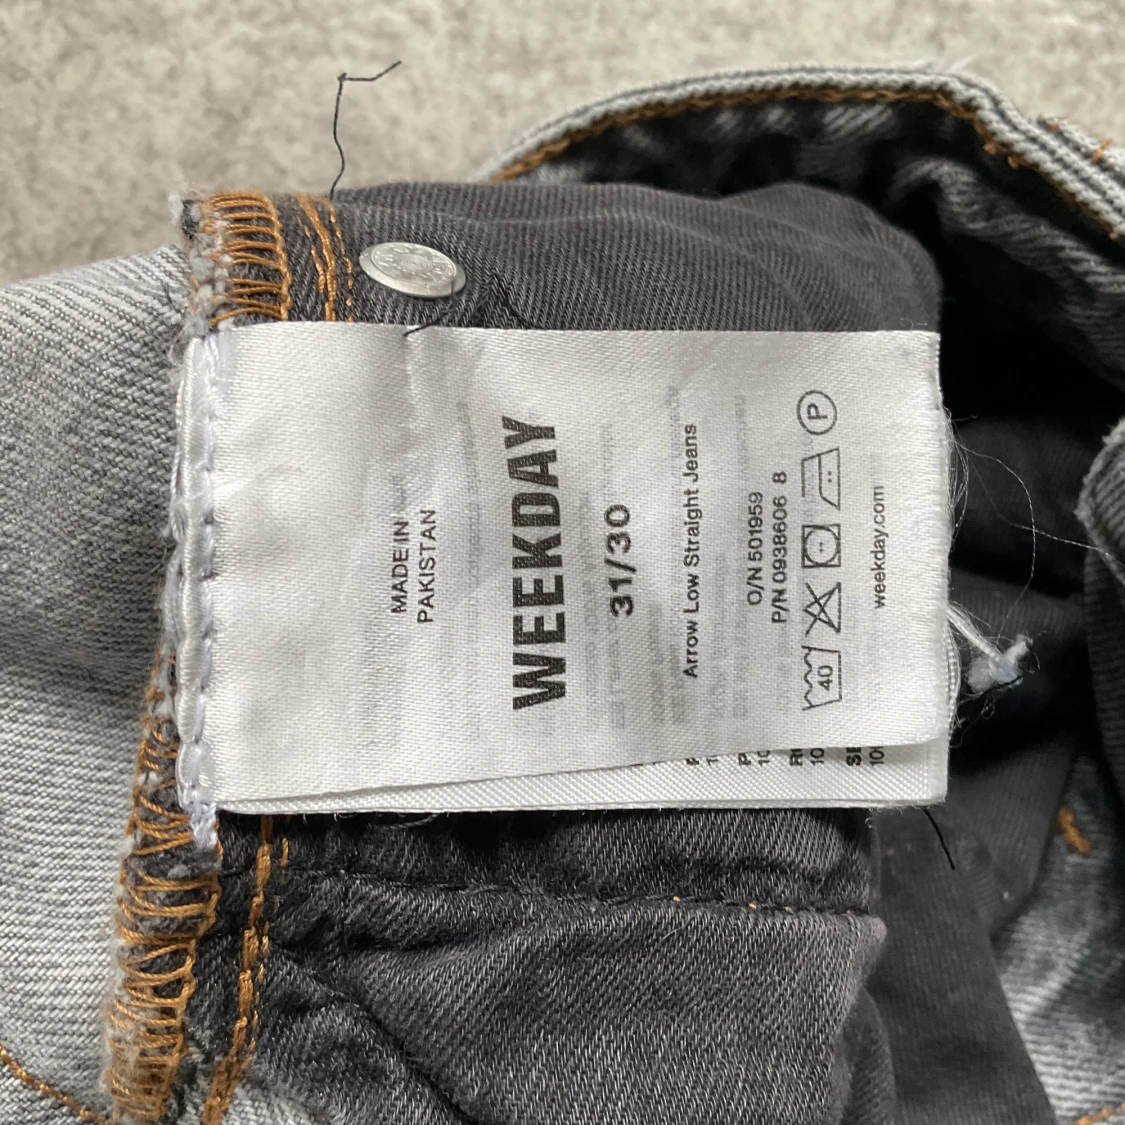 MADE IN
PAKISTAN
WEEKDAY
31/30
Arrow Low Straight Jeans
O/N 501959
P/N 0938606 8
40
P
weekday.com